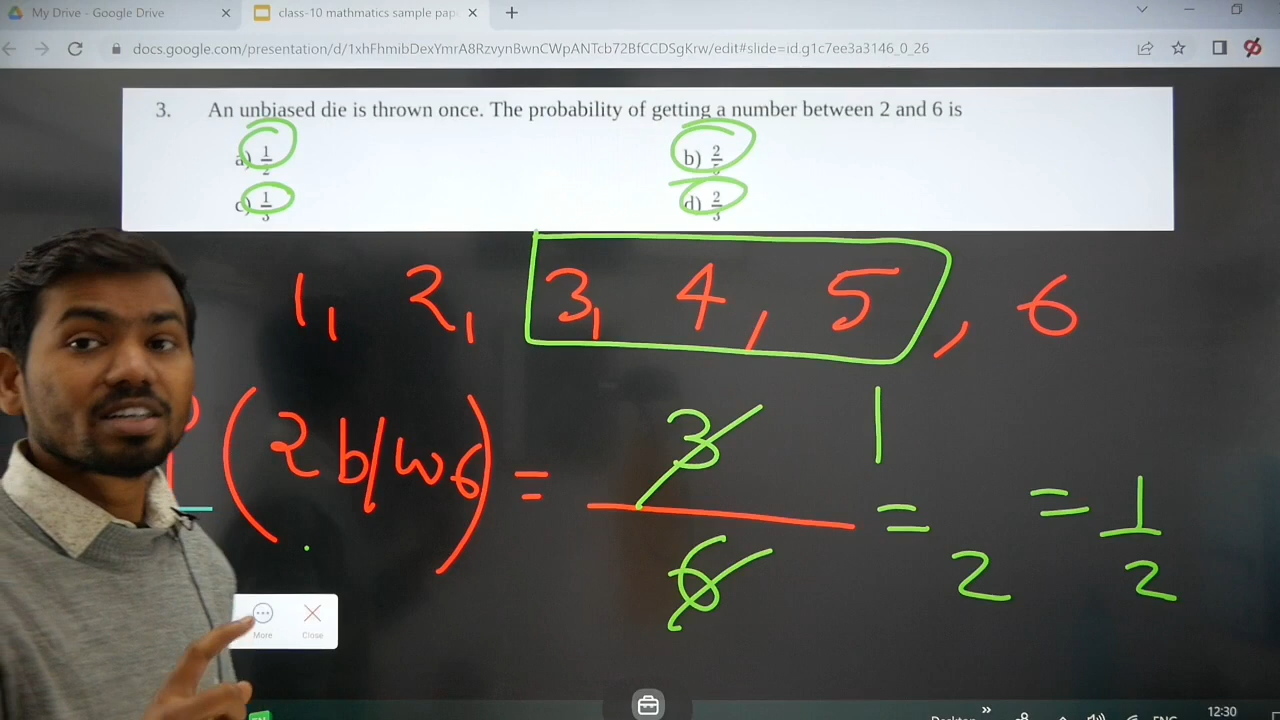 My Drive - Google Drive
class-10 mathmatics sample pap
docs.google.com/presentation/d/1xhFhmibDexYmrA8RzvynBwnCWpANTcb72BfCCDSgKrw/edit#slide=id.g1c7ee3a3146_0_26
3. An unbiased die is thrown once. The probability of getting a number between 2 and 6 is
a) 1/2 b) 2/5
c) 1/3 d) 2/3
1, 2, 3, 4, 5, 6
P (2 b/w 6) = 3/6 = 1/2 = 1/2
More Close
Desktop ENG 12:30